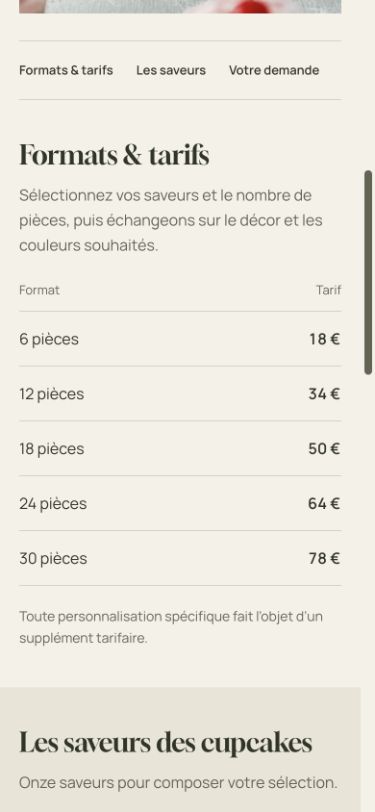 Formats & tarifs Les saveurs Votre demande
Formats & tarifs
Sélectionnez vos saveurs et le nombre de
pièces, puis échangeons sur le décor et les
couleurs souhaités.
Format Tarif
6 pièces 18 €
12 pièces 34 €
18 pièces 50 €
24 pièces 64 €
30 pièces 78 €
Toute personnalisation spécifique fait l'objet d'un
supplément tarifaire.
Les saveurs des cupcakes
Onze saveurs pour composer votre sélection.